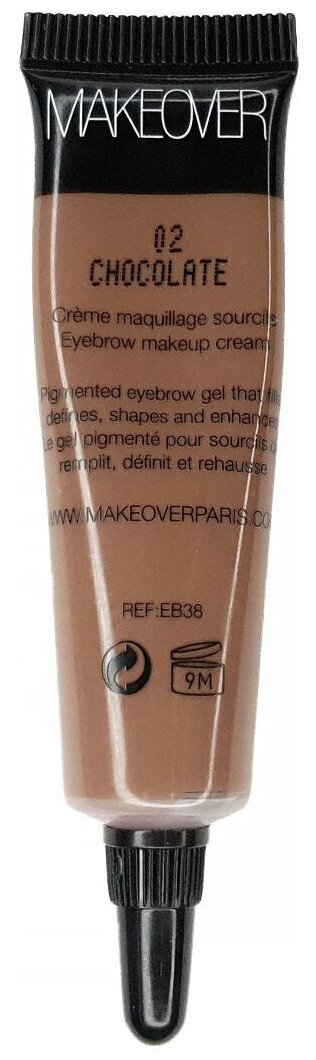 MAKEOVER
02
CHOCOLATE
Crème maquillage sourcils
Eyebrow makeup cream
Pigmented eyebrow gel that fills
defines, shapes and enhances
Le gel pigmenté pour sourcils
remplit, définit et rehausse
WWW.MAKEOVERPARIS.CO
REF:EB38
9M